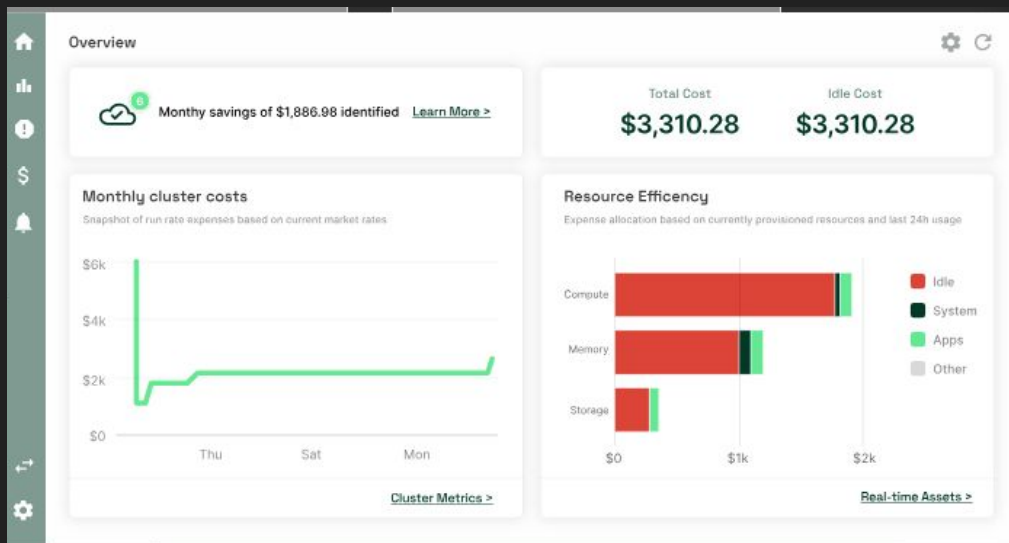 Overview
6
Monthy savings of $1,886.98 identified Learn More >
Total Cost
$3,310.28
Idle Cost
$3,310.28
Monthly cluster costs
Snapshot of run rate expenses based on current market rates
$6k
$4k
$2k
$0
Thu Sat Mon
Cluster Metrics >
Resource Efficency
Expense allocation based on currently provisioned resources and last 24h usage
Compute
Memory
Storage
$0 $1k $2k
Idle
System
Apps
Other
Real-time Assets >